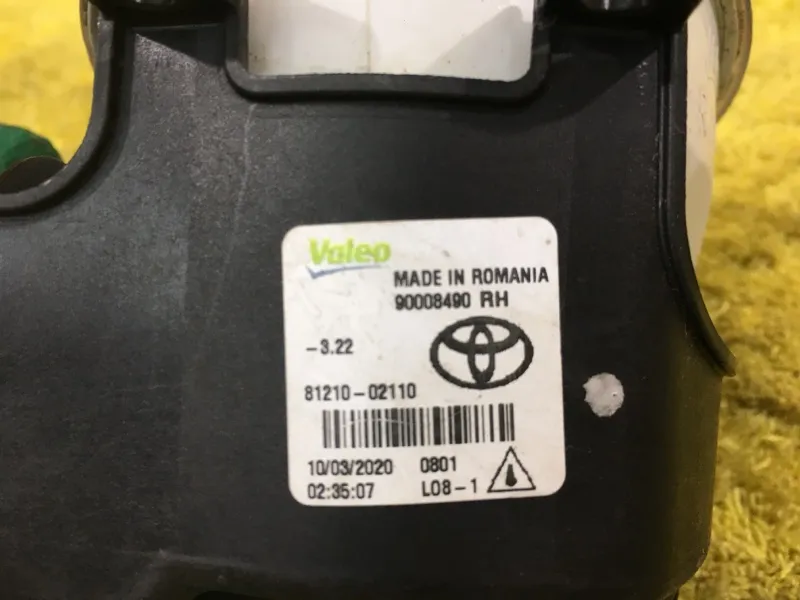 Valeo
MADE IN ROMANIA
90008490 RH
-3.22
81210-02110
10/03/2020 0801
02:35:07 L08-1